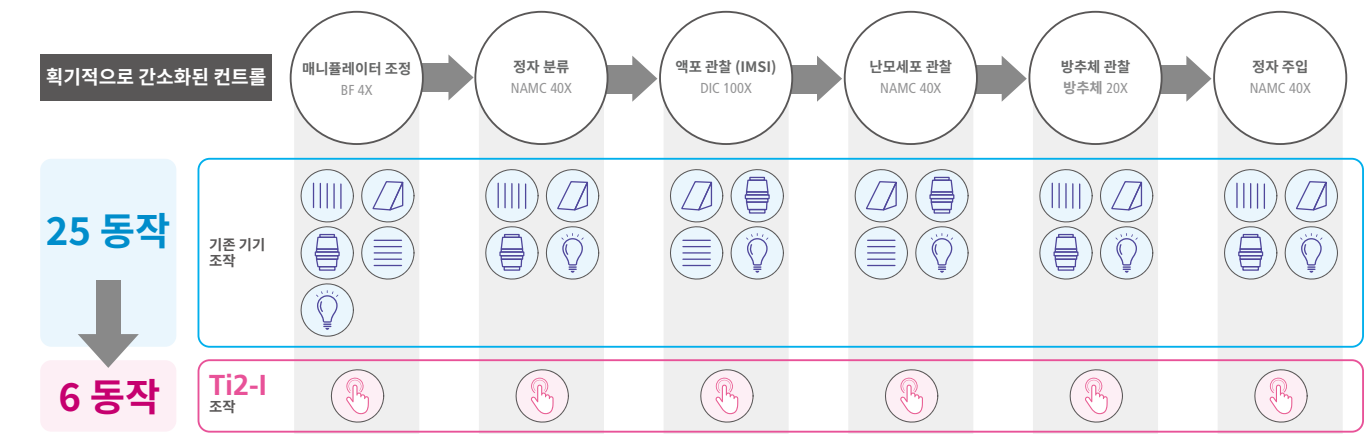 획기적으로 간소화된 컨트롤
매니퓰레이터 조정
BF 4X
정자 분류
NAMC 40X
액포 관찰 (IMSI)
DIC 100X
난모세포 관찰
NAMC 40X
방추체 관찰
방추체 20X
정자 주입
NAMC 40X
25 동작
기존 기기
조작
6 동작
Ti2-I
조작